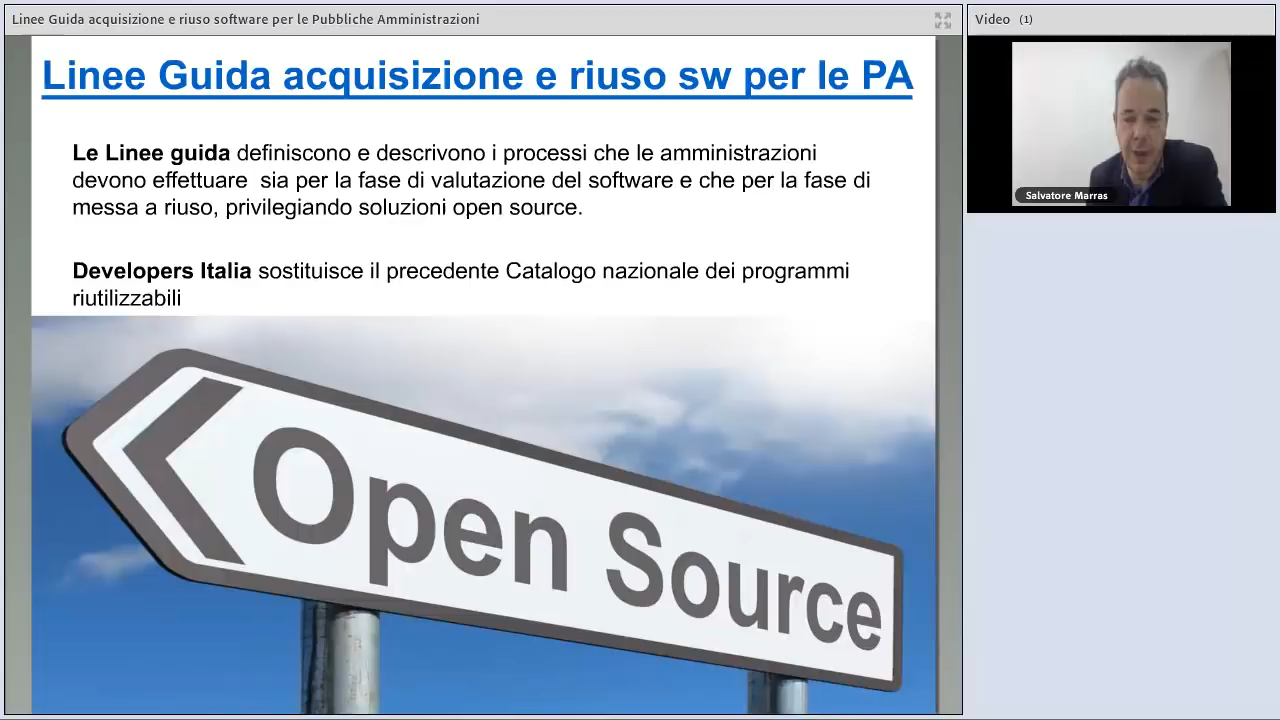 Linee Guida acquisizione e riuso software per le Pubbliche Amministrazioni
Video (1)
Linee Guida acquisizione e riuso sw per le PA
Le Linee guida definiscono e descrivono i processi che le amministrazioni
devono effettuare sia per la fase di valutazione del software e che per la fase di
messa a riuso, privilegiando soluzioni open source.
Developers Italia sostituisce il precedente Catalogo nazionale dei programmi
riutilizzabili
Open Source
Salvatore Marras